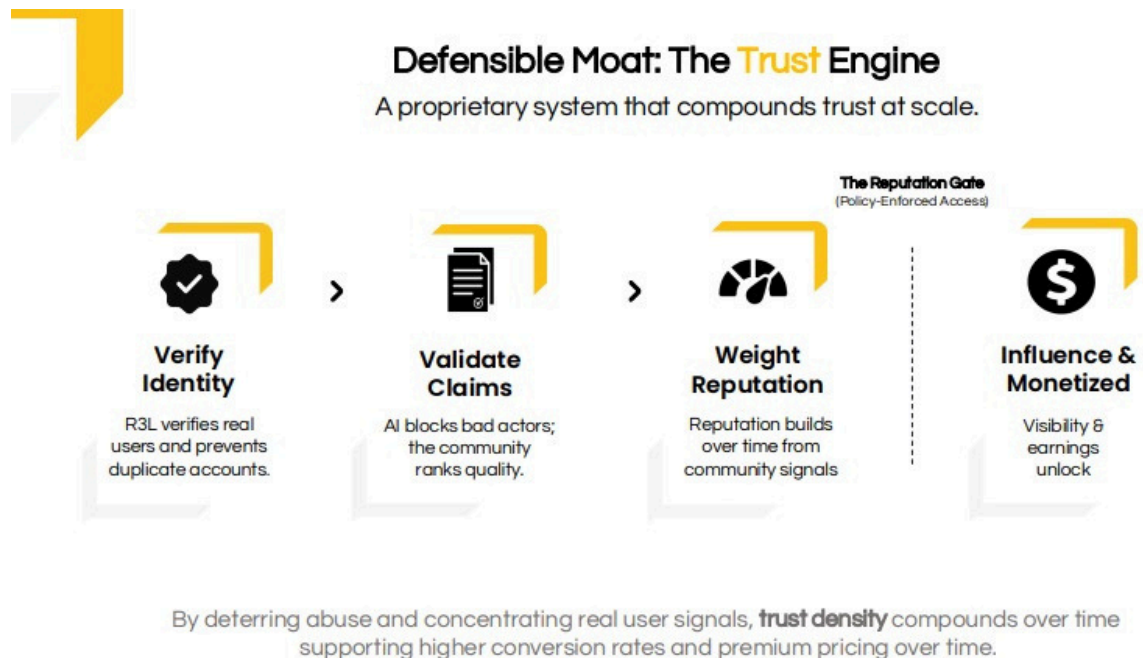 Defensible Moat: The Trust Engine
A proprietary system that compounds trust at scale.
The Reputation Gate
(Policy-Enforced Access)
Verify
Identity
R3L verifies real
users and prevents
duplicate accounts.
Validate
Claims
AI blocks bad actors;
the community
ranks quality.
Weight
Reputation
Reputation builds
over time from
community signals
Influence &
Monetized
Visibility &
earnings
unlock
By deterring abuse and concentrating real user signals, trust density compounds over time
supporting higher conversion rates and premium pricing over time.